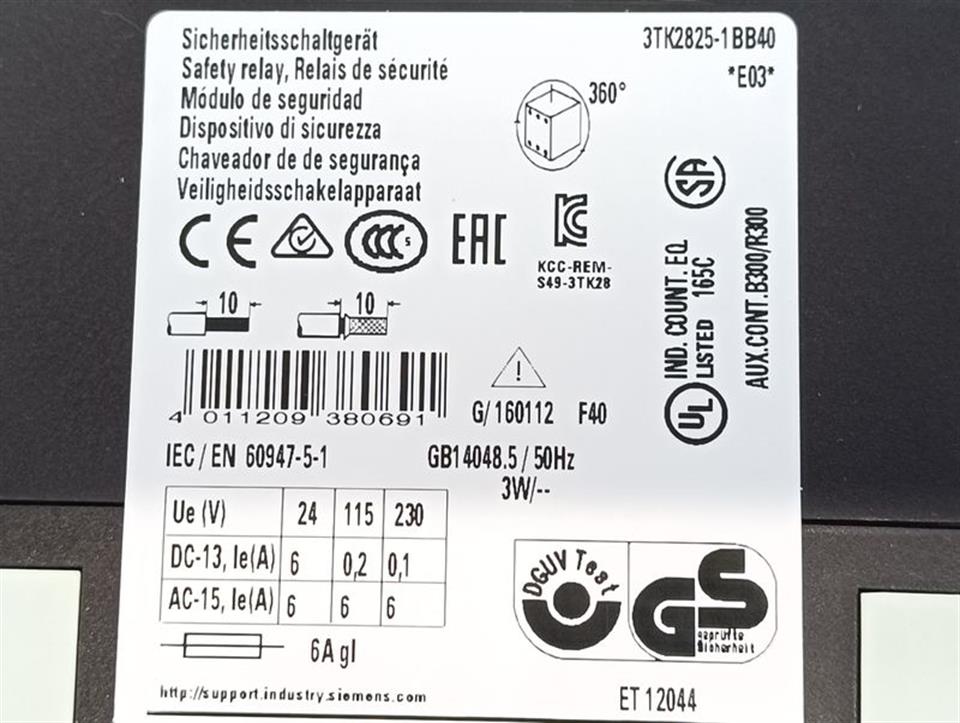 Sicherheitsschaltgerät
Safety relay, Relais de sécurité
Módulo de seguridad
Dispositivo di sicurezza
Chaveador de de segurança
Veiligheidsschakelapparaat
3TK2825-1BB40
*E03*
360°
SA
CE
CCC S
EAC
KC
KCC-REM-
S49-3TK28
IND. COUNT. EQ
LISTED 165C
UL
AUX.CONT.B300/R300
10
10
4 011209 380691
!
G/160112 F40
IEC/EN 60947-5-1
GB14048.5/50Hz
3W/--
Ue (V) 24 115 230
DC-13, Ie(A) 6 0,2 0,1
AC-15, Ie(A) 6 6 6
6A gl
DGUV Test
GS
geprüfte
Sicherheit
http://support.industry.siemens.com
ET 12044